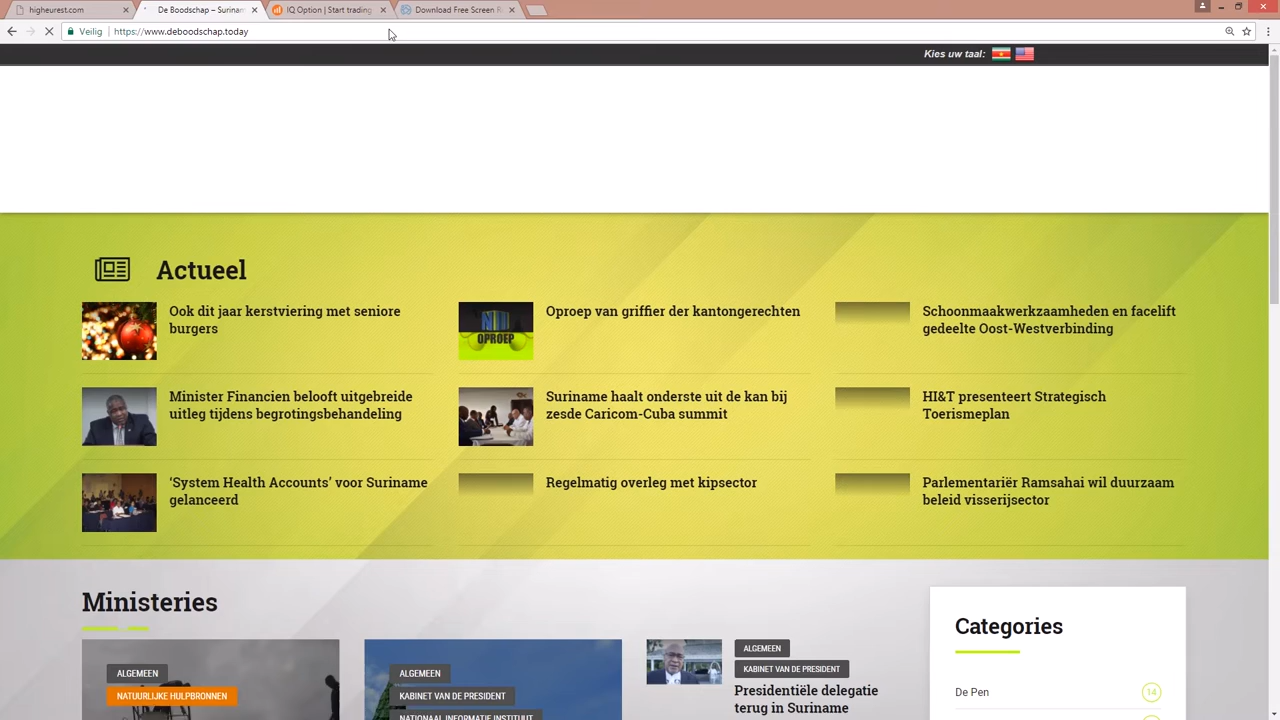 higheurest.com
De Boodschap – Surinam
IQ Option | Start trading
Download Free Screen R
Veilig
https://www.deboodschap.today
Kies uw taal:
Actueel
Ook dit jaar kerstviering met seniore
burgers
OPROEP
Oproep van griffier der kantongerechten
Schoonmaakwerkzaamheden en facelift
gedeelte Oost-Westverbinding
Minister Financien belooft uitgebreide
uitleg tijdens begrotingsbehandeling
Suriname haalt onderste uit de kan bij
zesde Caricom-Cuba summit
HI&T presenteert Strategisch
Toerismeplan
‘System Health Accounts’ voor Suriname
gelanceerd
Regelmatig overleg met kipsector
Parlementariër Ramsahai wil duurzaam
beleid visserijsector
Ministeries
ALGEMEEN
NATUURLIJKE HULPBRONNEN
ALGEMEEN
KABINET VAN DE PRESIDENT
NATIONAAL INFORMATIE INSTITUUT
ALGEMEEN
KABINET VAN DE PRESIDENT
Presidentiële delegatie
terug in Suriname
Categories
De Pen
14